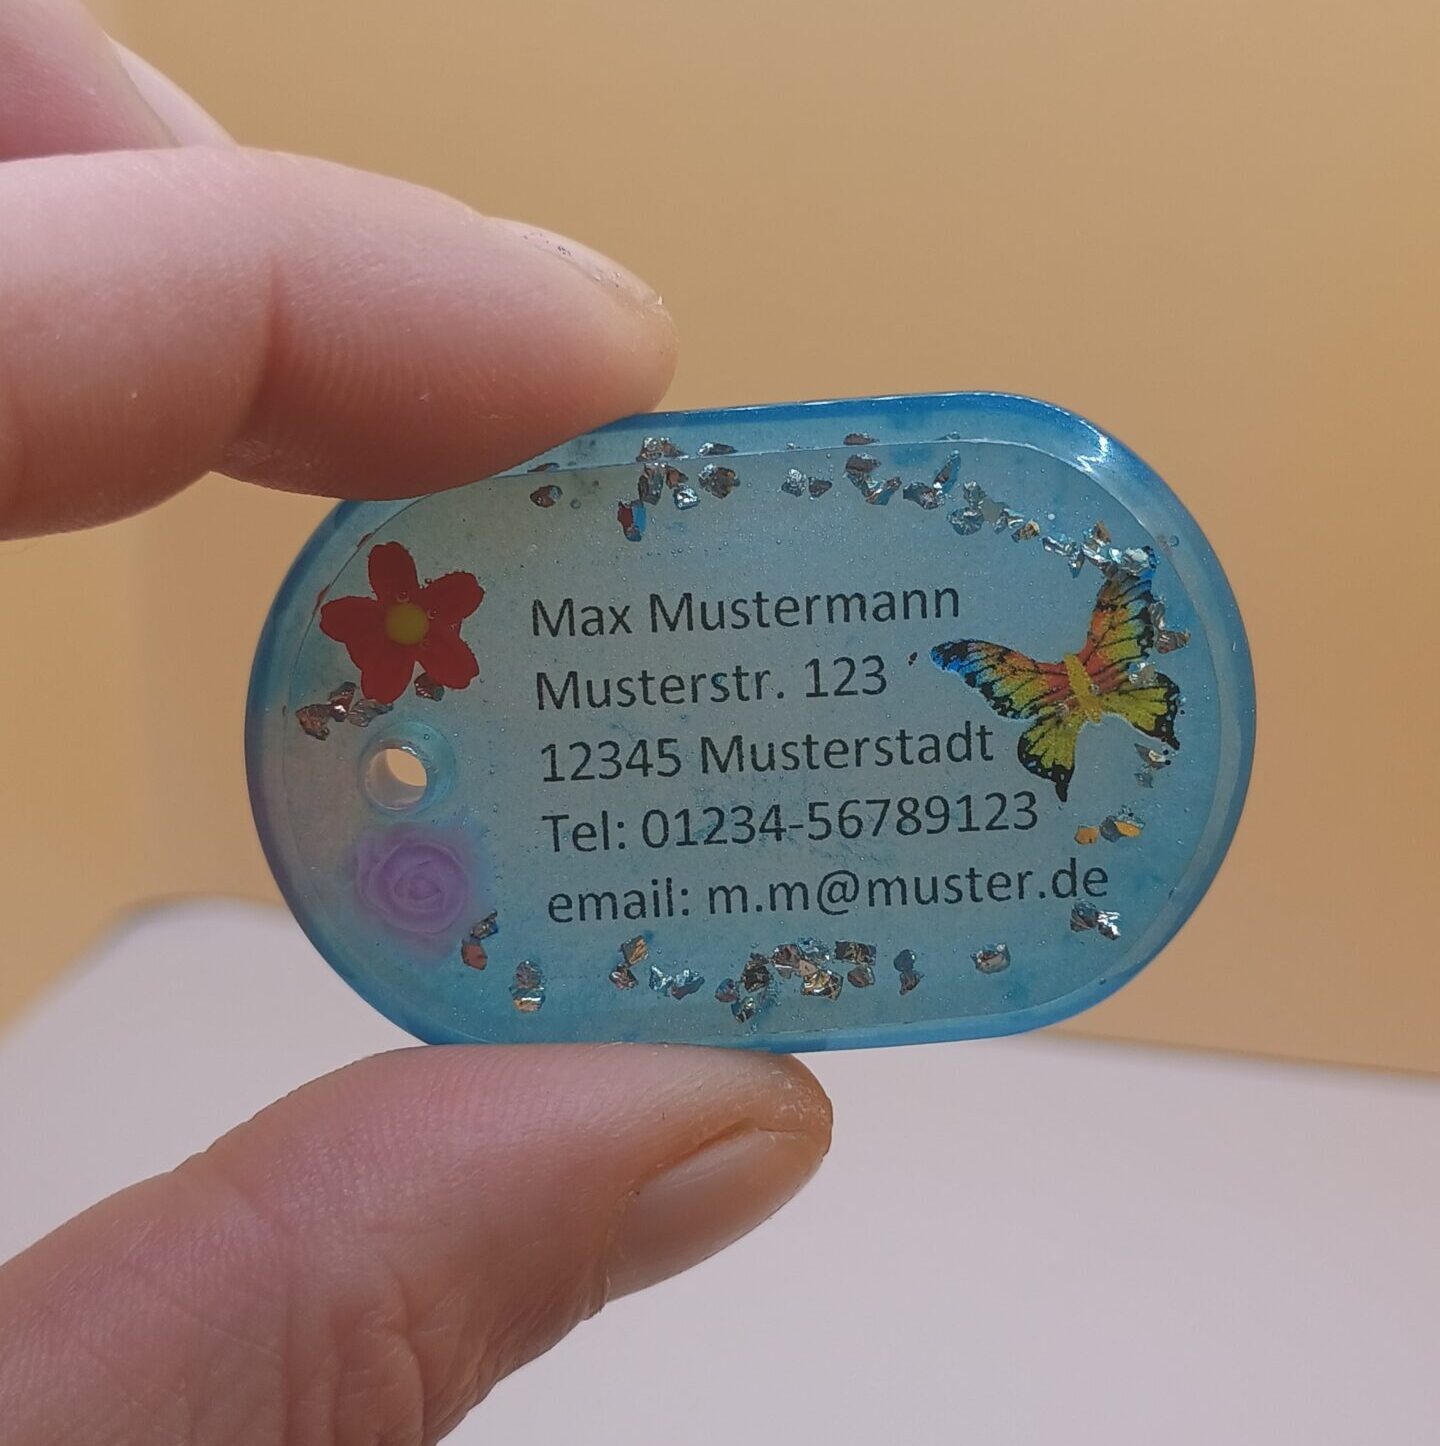 Max Mustermann
Musterstr. 123
12345 Musterstadt
Tel: 01234-56789123
email: m.m@muster.de